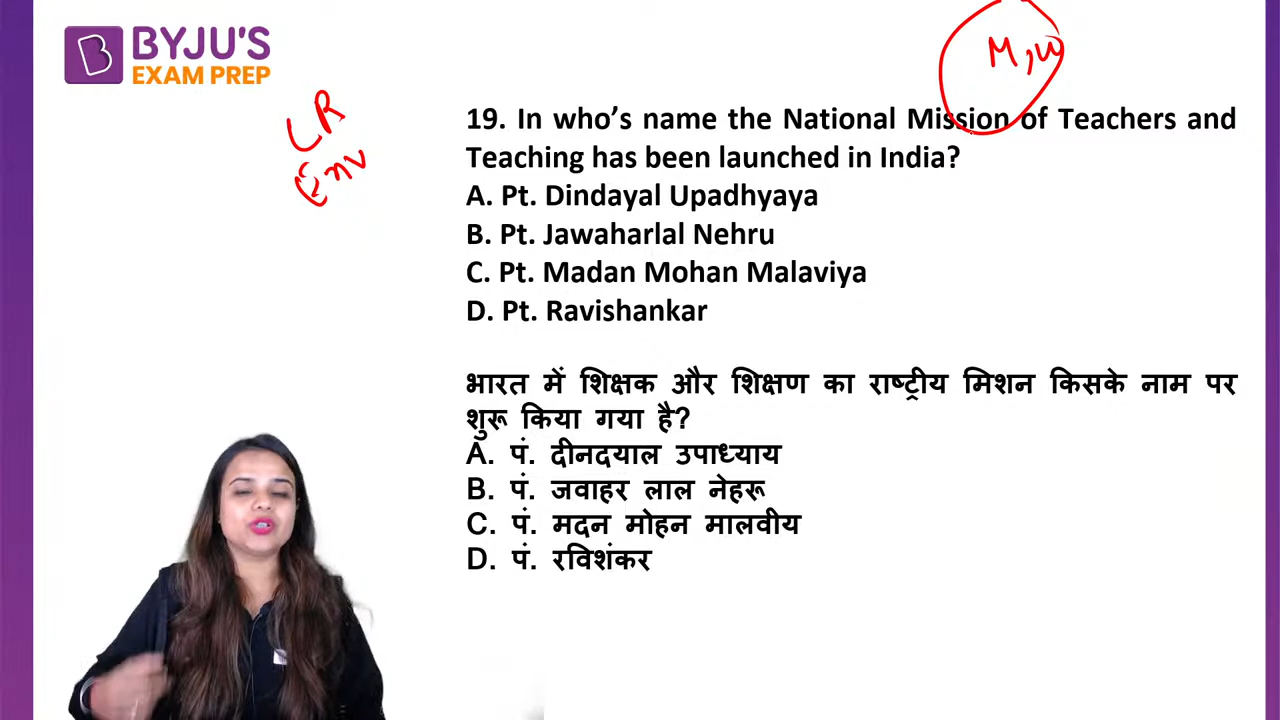 BYJU'S
EXAM PREP
M, W
LR
Env
19. In who’s name the National Mission of Teachers and
Teaching has been launched in India?
A. Pt. Dindayal Upadhyaya
B. Pt. Jawaharlal Nehru
C. Pt. Madan Mohan Malaviya
D. Pt. Ravishankar
भारत में शिक्षक और शिक्षण का राष्ट्रीय मिशन किसके नाम पर
शुरू किया गया है?
A. पं. दीनदयाल उपाध्याय
B. पं. जवाहर लाल नेहरू
C. पं. मदन मोहन मालवीय
D. पं. रविशंकर